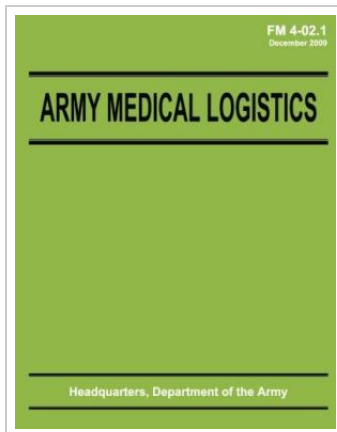 FM 4-02.1
December 2009
ARMY MEDICAL LOGISTICS
Headquarters, Department of the Army